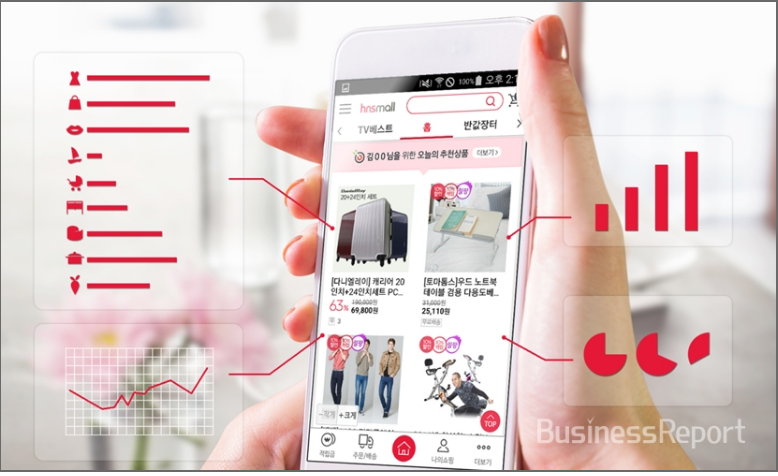 100% 오후 2:1
hnsmall
TV베스트 홈 반값장터
김OO님을 위한 오늘의 추천상품 더보기 >
20+24인치 세트
[다니엘레이] 캐리어 20
인치+24인치세트 PC...
63% 190,000원
69,800원
3
[토마톰스]우드 노트북
테이블 겸용 다용도베...
31,000원
25,110원
무료배송
+크게
TOP
적립금 주문/배송 나의쇼핑 더보기
BusinessReport